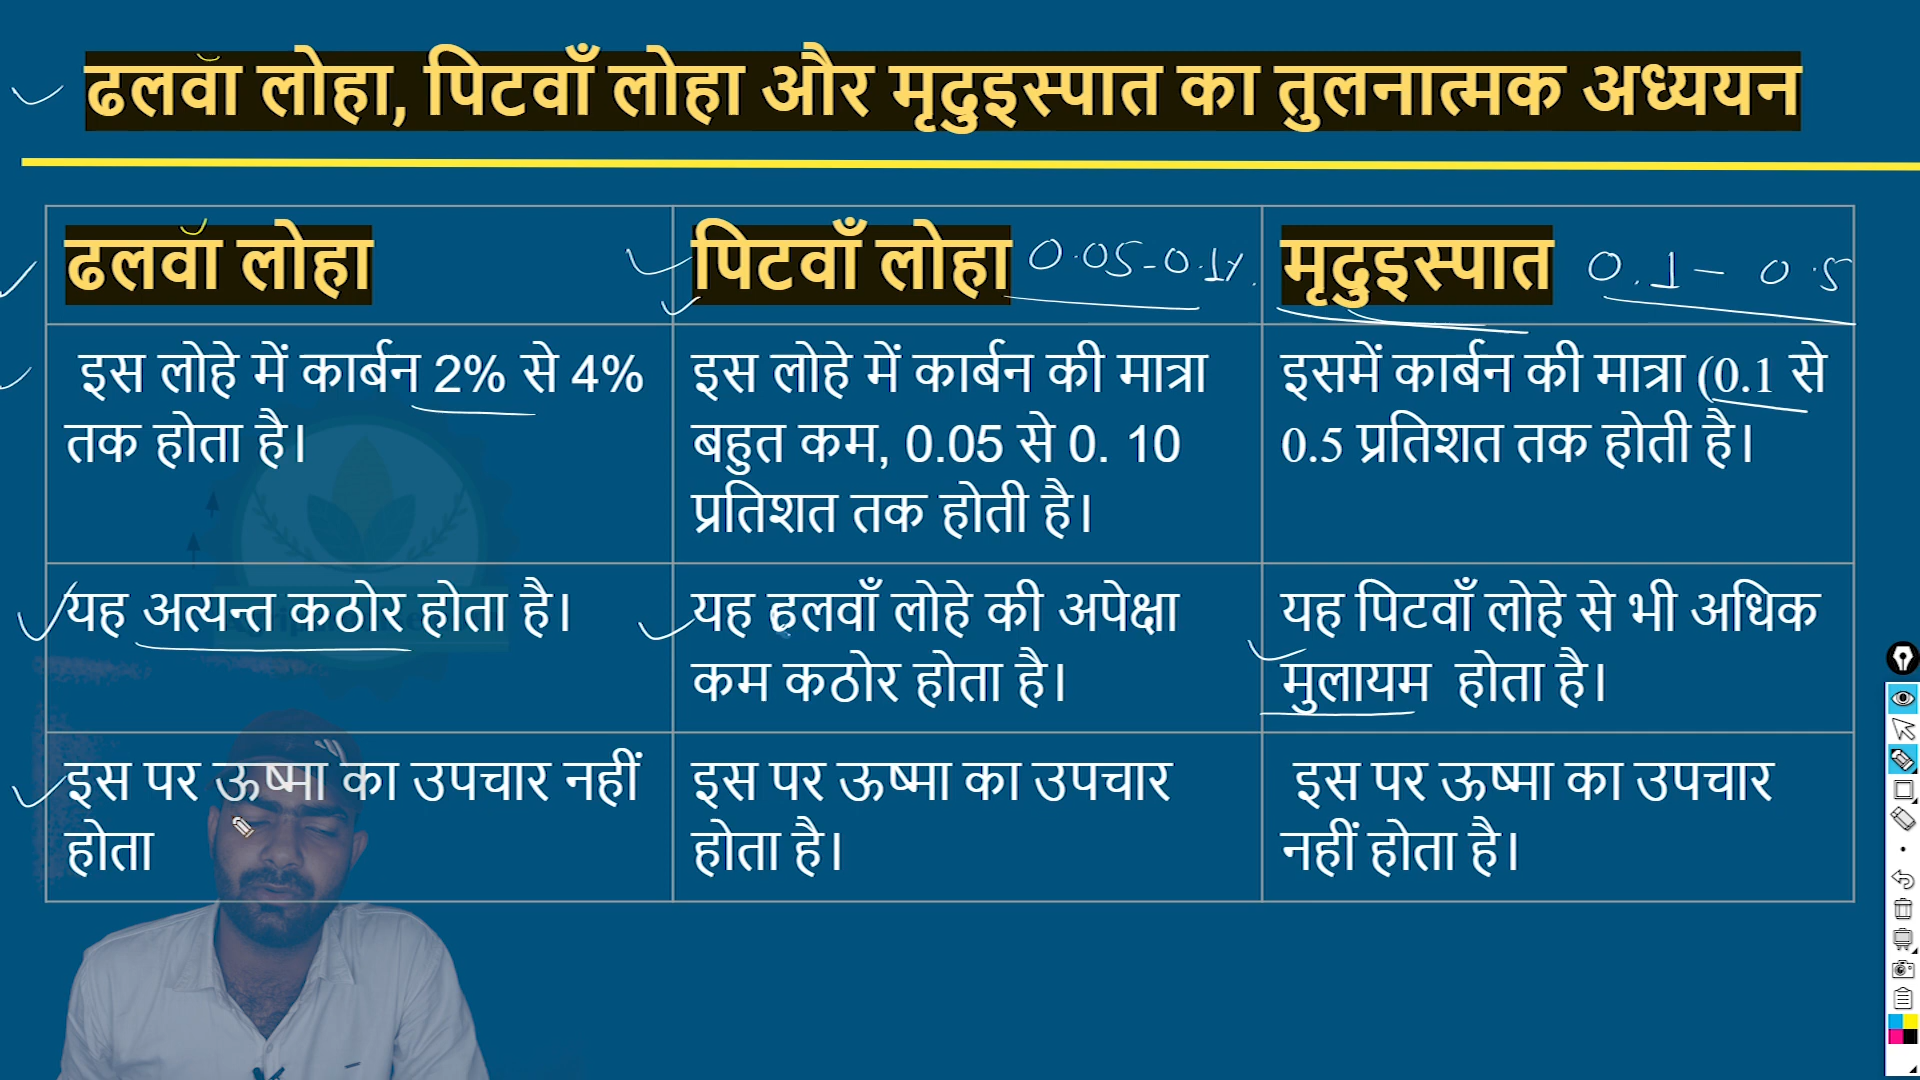 ढलवा लोहा, पिटवाँ लोहा और मृदुइस्पात का तुलनात्मक अध्ययन
ढलवा लोहा
पिटवाँ लोहा 0.05-0.1%.
मृदुइस्पात 0.1 - 0.5
इस लोहे में कार्बन 2% से 4%
तक होता है।
इस लोहे में कार्बन की मात्रा
बहुत कम, 0.05 से 0. 10
प्रतिशत तक होती है।
इसमें कार्बन की मात्रा (0.1 से
0.5 प्रतिशत तक होती है।
यह अत्यन्त कठोर होता है।
यह ढलवाँ लोहे की अपेक्षा
कम कठोर होता है।
यह पिटवाँ लोहे से भी अधिक
मुलायम होता है।
इस पर ऊष्मा का उपचार नहीं
होता
इस पर ऊष्मा का उपचार
होता है।
इस पर ऊष्मा का उपचार
नहीं होता है।